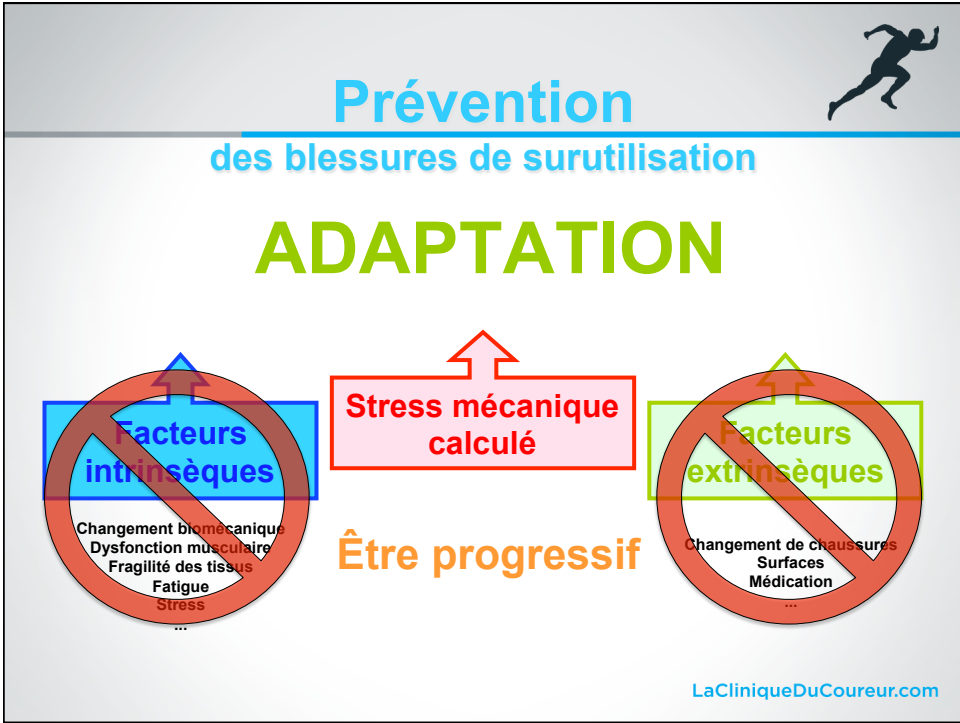 Prévention
des blessures de surutilisation
ADAPTATION
Facteurs
intrinsèques
Changement biomécanique
Dysfonction musculaire
Fragilité des tissus
Fatigue
Stress
...
Stress mécanique
calculé
Être progressif
Facteurs
extrinsèques
Changement de chaussures
Surfaces
Médication
...
LaCliniqueDuCoureur.com